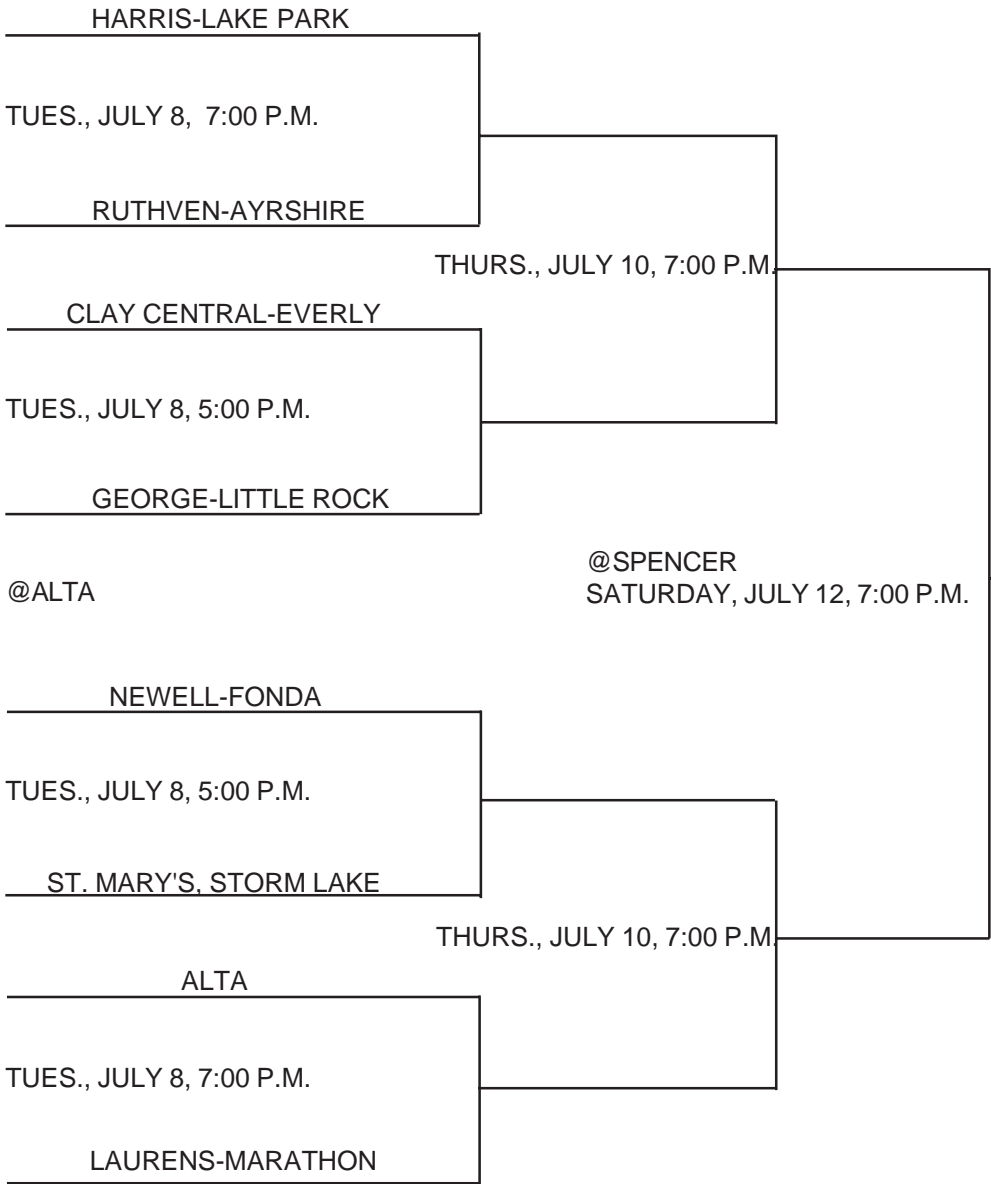 HARRIS-LAKE PARK
TUES., JULY 8, 7:00 P.M.
RUTHVEN-AYRSHIRE
THURS., JULY 10, 7:00 P.M.
CLAY CENTRAL-EVERLY
TUES., JULY 8, 5:00 P.M.
GEORGE-LITTLE ROCK
@SPENCER
SATURDAY, JULY 12, 7:00 P.M.
@ALTA
NEWELL-FONDA
TUES., JULY 8, 5:00 P.M.
ST. MARY'S, STORM LAKE
THURS., JULY 10, 7:00 P.M.
ALTA
TUES., JULY 8, 7:00 P.M.
LAURENS-MARATHON